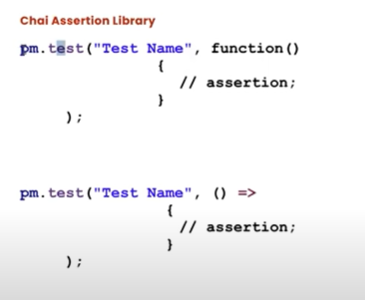 Chai Assertion Library
pm.test("Test Name", function()
{
// assertion;
}
);
pm.test("Test Name", () =>
{
// assertion;
}
);